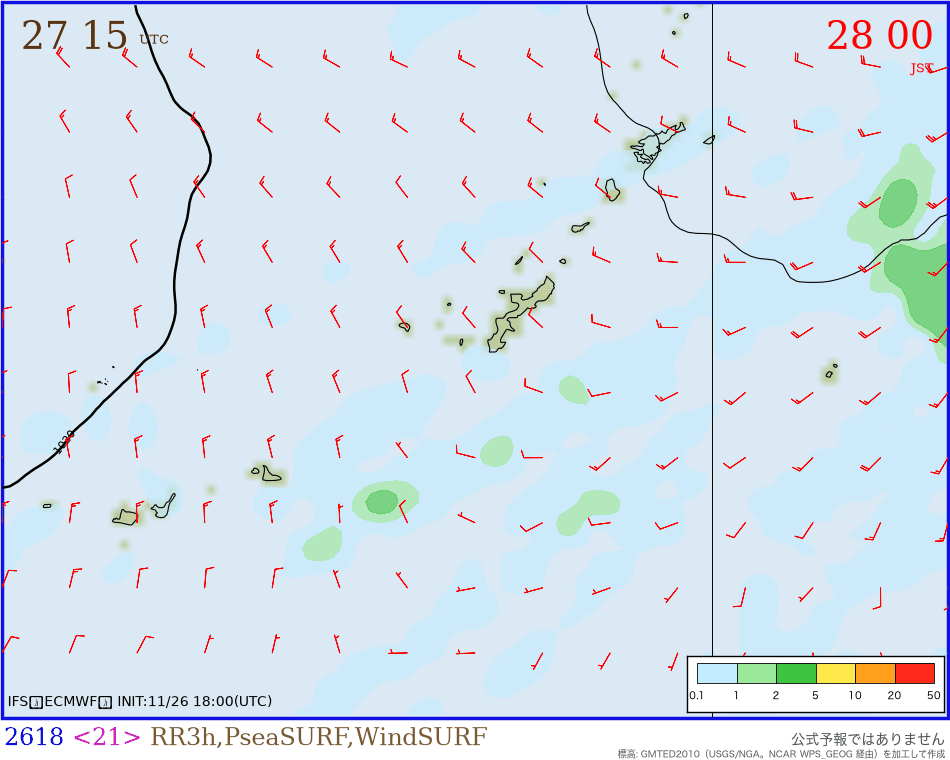 27 15 UTC
28 00
JST
1020
IFS ECMWF INIT:11/26 18:00(UTC)
0.1 1 2 5 10 20 50
2618 <21> RR3h,PseaSURF,WindSURF
公式予報ではありません
標高: GMTED2010（USGS/NGA。NCAR WPS_GEOG 経由）を加工して作成